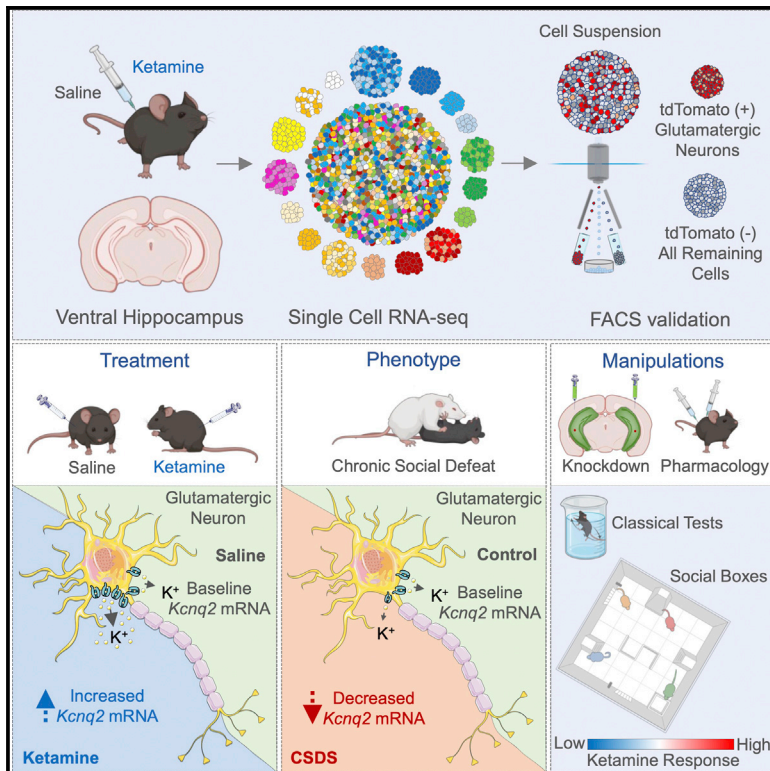 Ketamine
Saline
Ventral Hippocampus
Single Cell RNA-seq
Cell Suspension
tdTomato (+)
Glutamatergic
Neurons
tdTomato (-)
All Remaining
Cells
FACS validation
Treatment
Saline
Ketamine
Glutamatergic
Neuron
Saline
K+
Baseline
Kcnq2 mRNA
K+
Increased
Kcnq2 mRNA
Ketamine
Phenotype
Chronic Social Defeat
Glutamatergic
Neuron
Control
K+
Baseline
Kcnq2 mRNA
K+
Decreased
Kcnq2 mRNA
CSDS
Manipulations
Knockdown
Pharmacology
Classical Tests
Social Boxes
Low
High
Ketamine Response